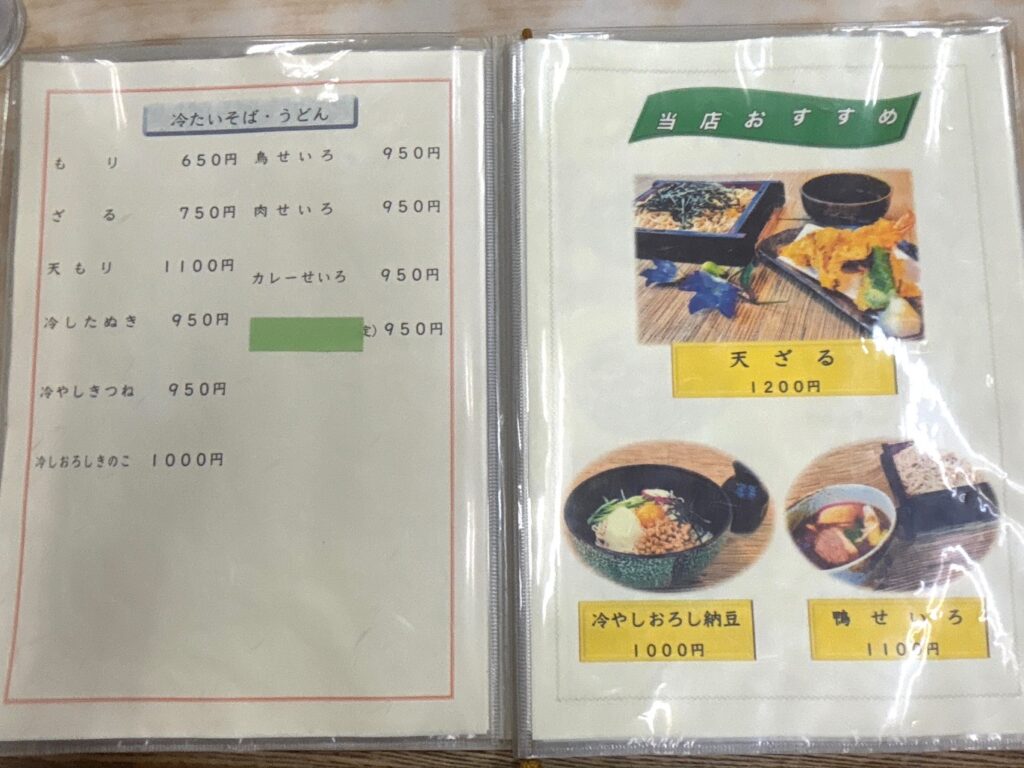 冷たいそば・うどん
もり 650円
ざる 750円
天もり 1100円
冷したぬき 950円
冷やしきつね 950円
冷しおろしきのこ 1000円
鳥せいろ 950円
肉せいろ 950円
カレーせいろ 950円
定) 950円
当店おすすめ
天ざる
1200円
冷やしおろし納豆
1000円
鴨せいろ
1100円